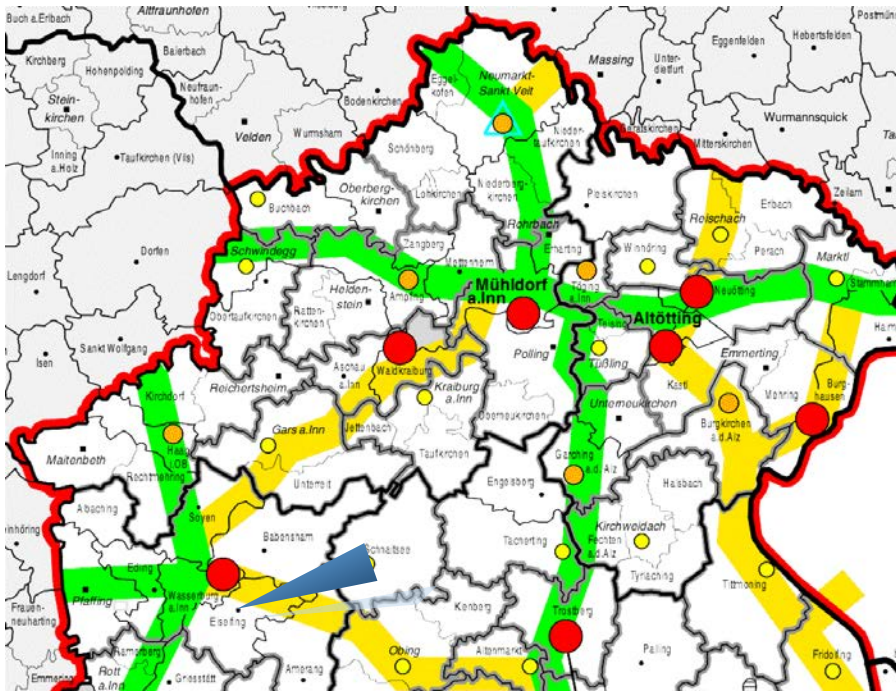 Buch a.Erlbach
Altfraunhofen
Baierbach
Kirchberg
Hohenpolding
Stein-
kirchen
Neufraun-
hofen
Velden
Wurmsham
Bodenkirchen
Inning
a.Holz
Taufkirchen (Vils)
Dorfen
Lengdorf
Isen
Sankt Wolfgang
Massing
Unter-
dietfurt
Eggenfelden
Hebertsfelden
Wurmannsquick
Mitterskirchen
Geratskirchen
Zeilarn
Eggel-
kofen
Neumarkt-
Sankt Veit
Schönberg
Nieder-
taufkirchen
Niederberg-
kirchen
Lohkirchen
Oberberg-
kirchen
Buchbach
Zangberg
Rohrbach
Erharting
Pleiskirchen
Reischach
Erlbach
Perach
Winhöring
Marktl
Stammham
Schwindegg
Mettenheim
Ampfing
Mühldorf
a.Inn
Töging
a.Inn
Neuötting
Altötting
Teising
Tüßling
Obertaufkirchen
Ratten-
kirchen
Helden-
stein
Waldkraiburg
Aschau
a.Inn
Polling
Kastl
Emmerting
Mehring
Burg-
hausen
Burgkirchen
a.d.Alz
Unterneukirchen
Oberneukirchen
Kraiburg
a.Inn
Reichertsheim
Kirchdorf
Haag
i.OB
Rechtmehring
Maitenbeth
Gars a.Inn
Jettenbach
Taufkirchen
Unterreit
Garching
a.d.Alz
Halsbach
Kirchweidach
Feichten
a.d.Alz
Tyrlaching
Engelsberg
Tacherting
Schnaitsee
Babensham
Soyen
Albaching
Edling
Pfaffing
Wasserburg
a.Inn
Eiselfing
Frauen-
neuharting
Emmering
Ramerberg
Rott
a.Inn
Griesstätt
Amerang
Obing
Kienberg
Altenmarkt
Trostberg
Palling
Tittmoning
Fridolfing